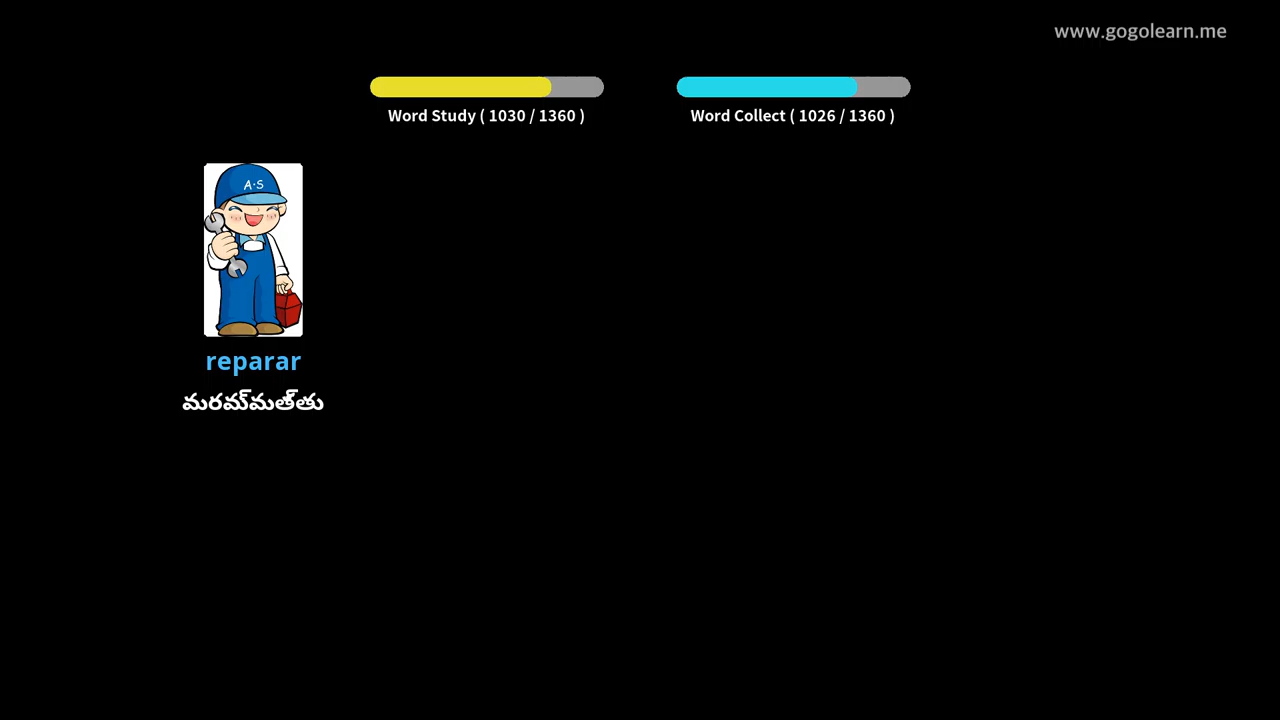 www.gogolearn.me
Word Study ( 1030 / 1360 )
Word Collect ( 1026 / 1360 )
A·S
reparar
మరమ్మత్తు